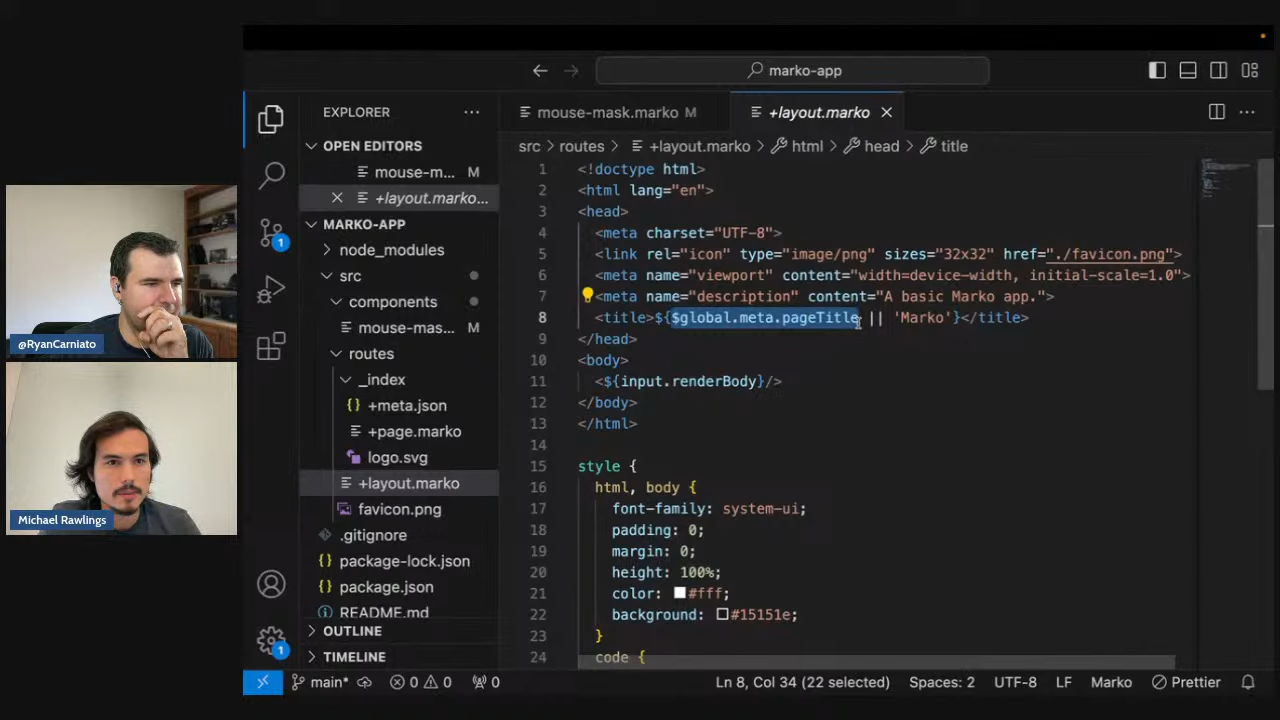 marko-app
EXPLORER
OPEN EDITORS
mouse-m... M
+layout.marko...
MARKO-APP
node_modules
src
components
mouse-mas... M
routes
_index
{} +meta.json
+page.marko
logo.svg
+layout.marko
favicon.png
.gitignore
{} package-lock.json
{} package.json
README.md
OUTLINE
TIMELINE
1
1
@RyanCarniato
Michael Rawlings
mouse-mask.marko M
+layout.marko
src > routes > +layout.marko > html > head > title
1 <!doctype html>
2 <html lang="en">
3 <head>
4 <meta charset="UTF-8">
5 <link rel="icon" type="image/png" sizes="32x32" href="./favicon.png">
6 <meta name="viewport" content="width=device-width, initial-scale=1.0">
7 <meta name="description" content="A basic Marko app.">
8 <title>${$global.meta.pageTitle || 'Marko'}</title>
9 </head>
10 <body>
11 <${input.renderBody}/>
12 </body>
13 </html>
14
15 style {
16 html, body {
17 font-family: system-ui;
18 padding: 0;
19 margin: 0;
20 height: 100%;
21 color: #fff;
22 background: #15151e;
23 }
24 code {
main* 0 0 0 Ln 8, Col 34 (22 selected) Spaces: 2 UTF-8 LF Marko Prettier